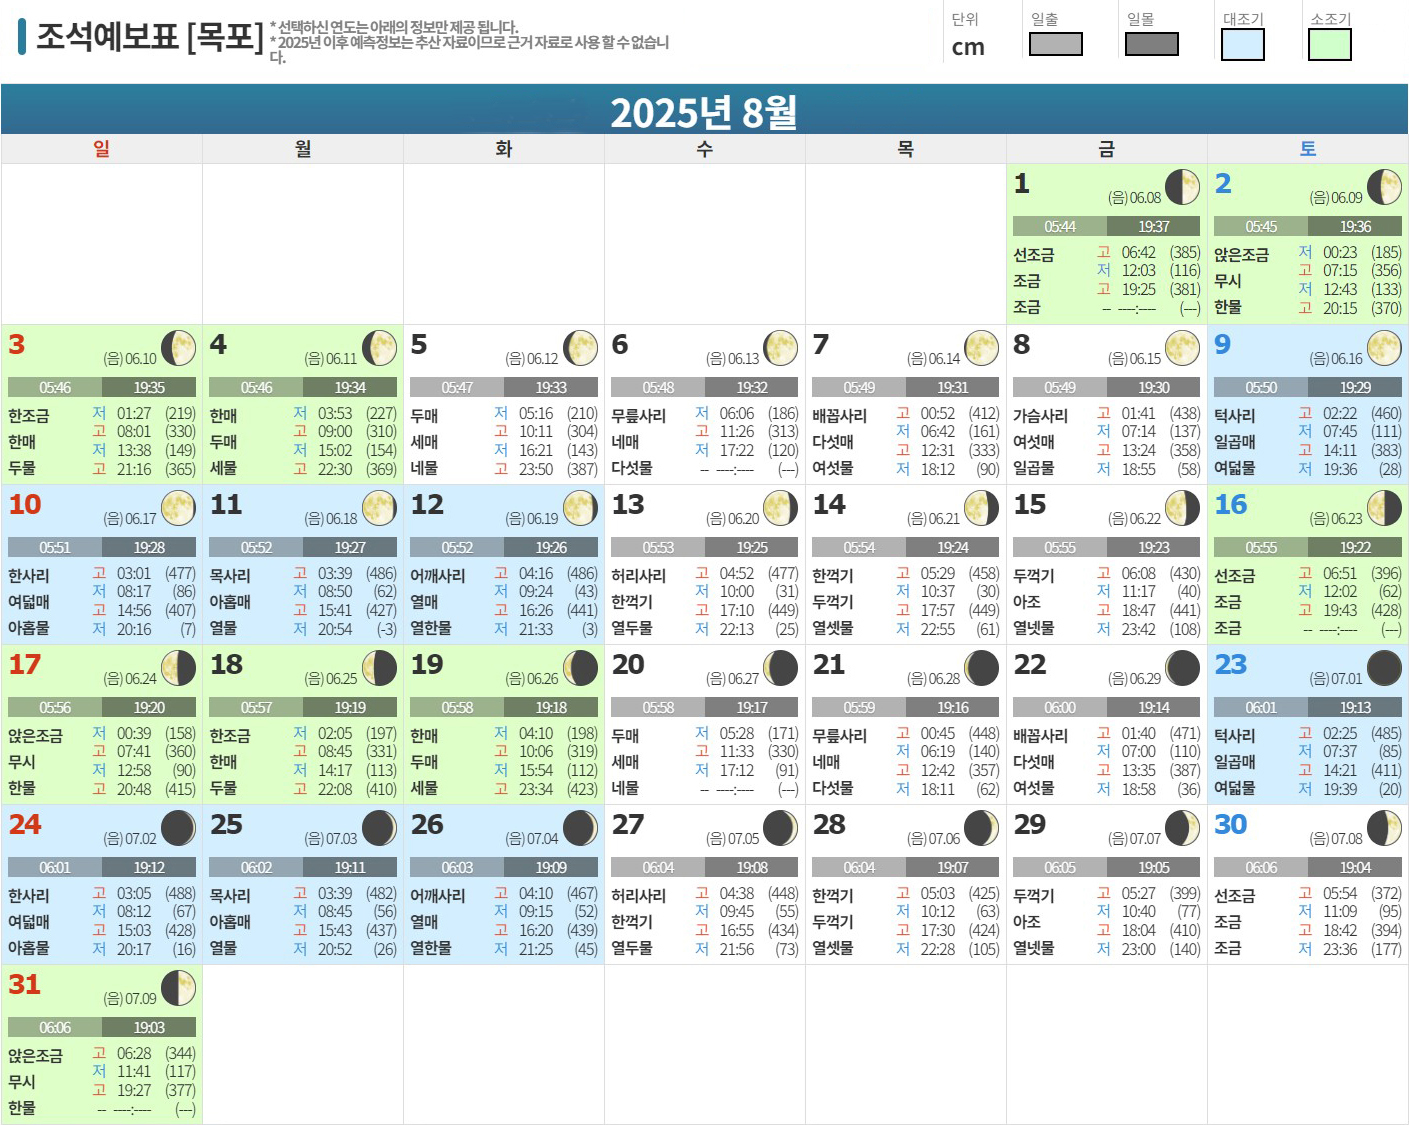 조석예보표 [목포]
* 선택하신 연도는 아래의 정보만 제공 됩니다.
* 2025년 이후 예측정보는 추산 자료이므로 근거 자료로 사용 할 수 없습니
다.
단위 일출 일몰 대조기 소조기
cm
2025년 8월
일 월 화 수 목 금 토
1 (음) 06.08
05:44 19:37
선조금 조금 조금
고 06:42 (385)
저 12:03 (116)
고 19:25 (381)
-- ----:---- (---)
2 (음) 06.09
05:45 19:36
앉은조금 무시 한물
저 00:23 (185)
고 07:15 (356)
저 12:43 (133)
고 20:15 (370)
3 (음) 06.10
05:46 19:35
한조금 한매 두물
저 01:27 (219)
고 08:01 (330)
저 13:38 (149)
고 21:16 (365)
4 (음) 06.11
05:46 19:34
한매 두매 세물
저 03:53 (227)
고 09:00 (310)
저 15:02 (154)
고 22:30 (369)
5 (음) 06.12
05:47 19:33
두매 세매 네물
저 05:16 (210)
고 10:11 (304)
저 16:21 (143)
고 23:50 (387)
6 (음) 06.13
05:48 19:32
무릎사리 네매 다섯물
저 06:06 (186)
고 11:26 (313)
저 17:22 (120)
-- ----:---- (---)
7 (음) 06.14
05:49 19:31
배꼽사리 다섯매 여섯물
고 00:52 (412)
저 06:42 (161)
고 12:31 (333)
저 18:12 (90)
8 (음) 06.15
05:49 19:30
가슴사리 여섯매 일곱물
고 01:41 (438)
저 07:14 (137)
고 13:24 (358)
저 18:55 (58)
9 (음) 06.16
05:50 19:29
턱사리 일곱매 여덟물
고 02:22 (460)
저 07:45 (111)
고 14:11 (383)
저 19:36 (28)
10 (음) 06.17
05:51 19:28
한사리 여덟매 아홉물
고 03:01 (477)
저 08:17 (86)
고 14:56 (407)
저 20:16 (7)
11 (음) 06.18
05:52 19:27
목사리 아홉매 열물
고 03:39 (486)
저 08:50 (62)
고 15:41 (427)
저 20:54 (-3)
12 (음) 06.19
05:52 19:26
어깨사리 열매 열한물
고 04:16 (486)
저 09:24 (43)
고 16:26 (441)
저 21:33 (3)
13 (음) 06.20
05:53 19:25
허리사리 한꺾기 열두물
고 04:52 (477)
저 10:00 (31)
고 17:10 (449)
저 22:13 (25)
14 (음) 06.21
05:54 19:24
한꺾기 두꺾기 열셋물
고 05:29 (458)
저 10:37 (30)
고 17:57 (449)
저 22:55 (61)
15 (음) 06.22
05:55 19:23
두꺾기 아조 열넷물
고 06:08 (430)
저 11:17 (40)
고 18:47 (441)
저 23:42 (108)
16 (음) 06.23
05:55 19:22
선조금 조금 조금
고 06:51 (396)
저 12:02 (62)
고 19:43 (428)
-- ----:---- (---)
17 (음) 06.24
05:56 19:20
앉은조금 무시 한물
저 00:39 (158)
고 07:41 (360)
저 12:58 (90)
고 20:48 (415)
18 (음) 06.25
05:57 19:19
한조금 한매 두물
저 02:05 (197)
고 08:45 (331)
저 14:17 (113)
고 22:08 (410)
19 (음) 06.26
05:58 19:18
한매 두매 세물
저 04:10 (198)
고 10:06 (319)
저 15:54 (112)
고 23:34 (423)
20 (음) 06.27
05:58 19:17
두매 세매 네물
저 05:28 (171)
고 11:33 (330)
저 17:12 (91)
-- ----:---- (---)
21 (음) 06.28
05:59 19:16
무릎사리 네매 다섯물
고 00:45 (448)
저 06:19 (140)
고 12:42 (357)
저 18:11 (62)
22 (음) 06.29
06:00 19:14
배꼽사리 다섯매 여섯물
고 01:40 (471)
저 07:00 (110)
고 13:35 (387)
저 18:58 (36)
23 (음) 07.01
06:01 19:13
턱사리 일곱매 여덟물
고 02:25 (485)
저 07:37 (85)
고 14:21 (411)
저 19:39 (20)
24 (음) 07.02
06:01 19:12
한사리 여덟매 아홉물
고 03:05 (488)
저 08:12 (67)
고 15:03 (428)
저 20:17 (16)
25 (음) 07.03
06:02 19:11
목사리 아홉매 열물
고 03:39 (482)
저 08:45 (56)
고 15:43 (437)
저 20:52 (26)
26 (음) 07.04
06:03 19:09
어깨사리 열매 열한물
고 04:10 (467)
저 09:15 (52)
고 16:20 (439)
저 21:25 (45)
27 (음) 07.05
06:04 19:08
허리사리 한꺾기 열두물
고 04:38 (448)
저 09:45 (55)
고 16:55 (434)
저 21:56 (73)
28 (음) 07.06
06:04 19:07
한꺾기 두꺾기 열셋물
고 05:03 (425)
저 10:12 (63)
고 17:30 (424)
저 22:28 (105)
29 (음) 07.07
06:05 19:05
두꺾기 아조 열넷물
고 05:27 (399)
저 10:40 (77)
고 18:04 (410)
저 23:00 (140)
30 (음) 07.08
06:06 19:04
선조금 조금 조금
고 05:54 (372)
저 11:09 (95)
고 18:42 (394)
저 23:36 (177)
31 (음) 07.09
06:06 19:03
앉은조금 무시 한물
고 06:28 (344)
저 11:41 (117)
고 19:27 (377)
-- ----:---- (---)